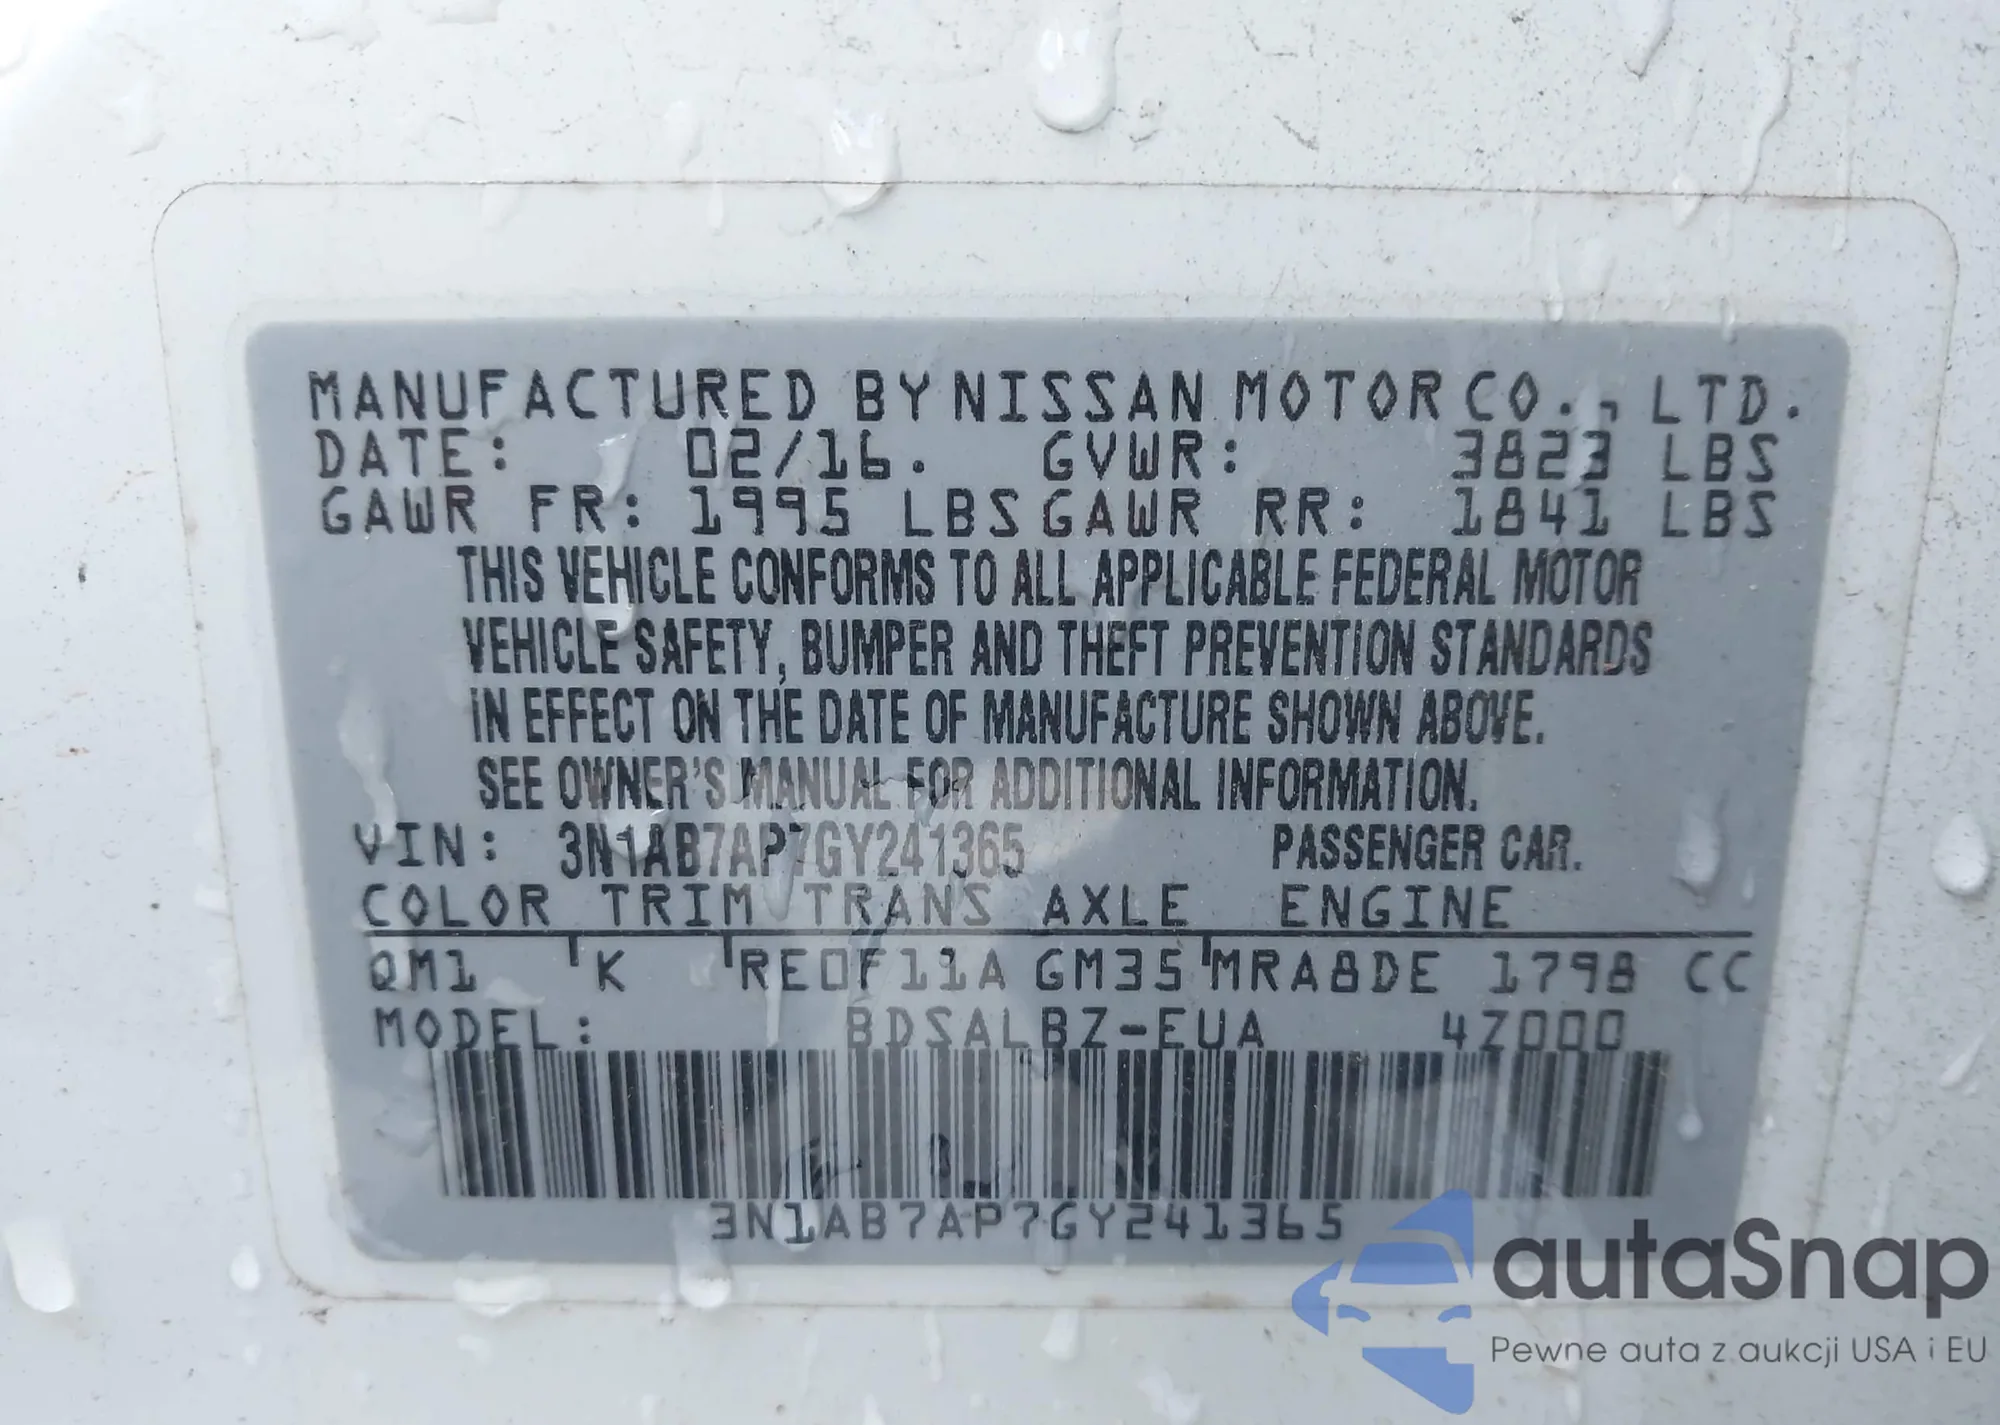 MANUFACTURED BY NISSAN MOTOR CO., LTD.
DATE: 02/16. GVWR: 3823 LBS
GAWR FR: 1995 LBS GAWR RR: 1841 LBS
THIS VEHICLE CONFORMS TO ALL APPLICABLE FEDERAL MOTOR
VEHICLE SAFETY, BUMPER AND THEFT PREVENTION STANDARDS
IN EFFECT ON THE DATE OF MANUFACTURE SHOWN ABOVE.
SEE OWNER'S MANUAL FOR ADDITIONAL INFORMATION.
VIN: 3N1AB7AP7GY241365 PASSENGER CAR.
COLOR TRIM TRANS AXLE ENGINE
QM1 K RE0F11A GM35 MRA8DE 1798 CC
MODEL: BDSALBZ-EUA 4Z000
3N1AB7AP7GY241365
autaSnap
Pewne auta z aukcji USA i EU